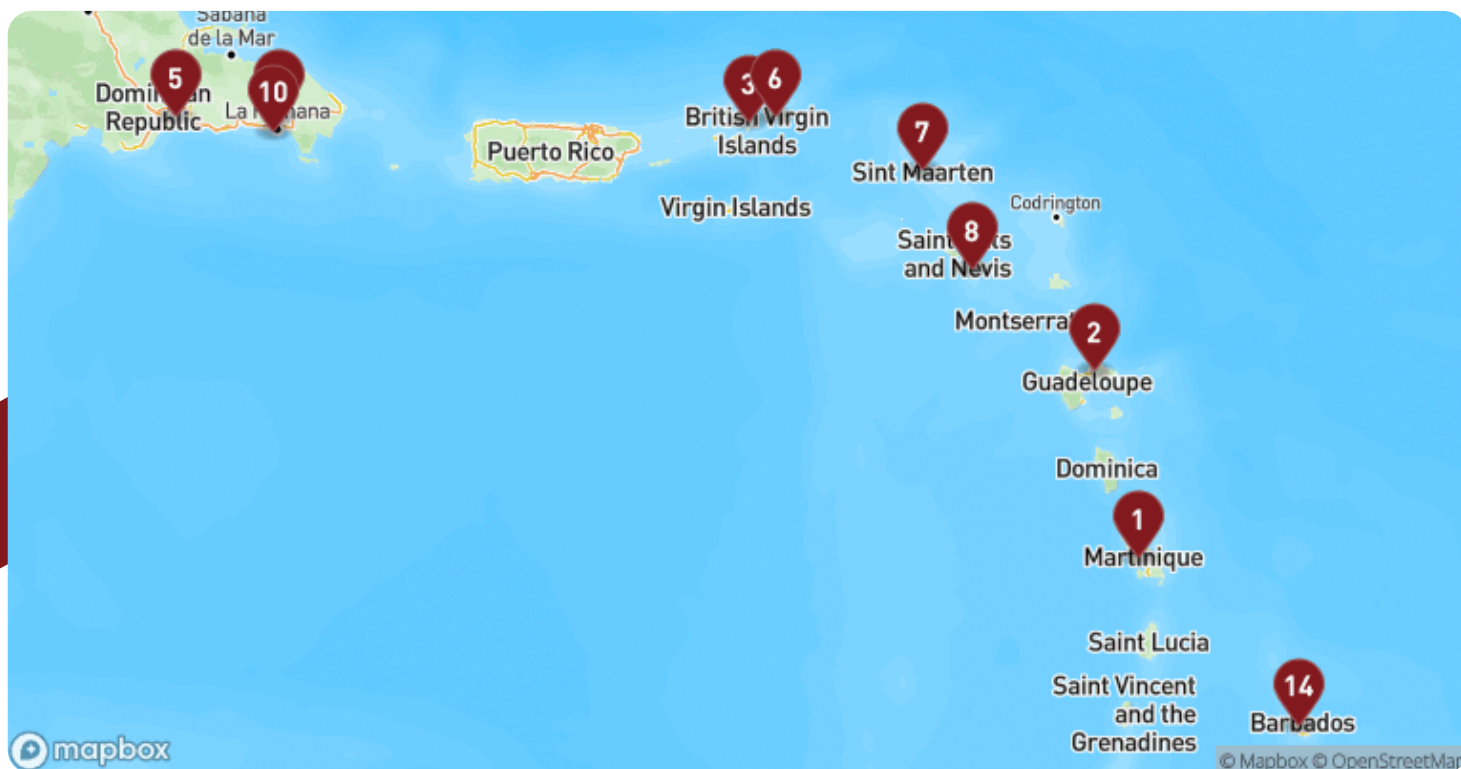 Sabana
de la Mar
5
10
Dominican
Republic
La Romana
3
6
British Virgin
Islands
Puerto Rico
7
Sint Maarten
Virgin Islands
Codrington
8
Saint
ts
and Nevis
Montserrat
2
Guadeloupe
Dominica
1
Martinique
Saint Lucia
Saint Vincent
and the
Grenadines
14
Barbados
mapbox
© Mapbox © OpenStreetMap